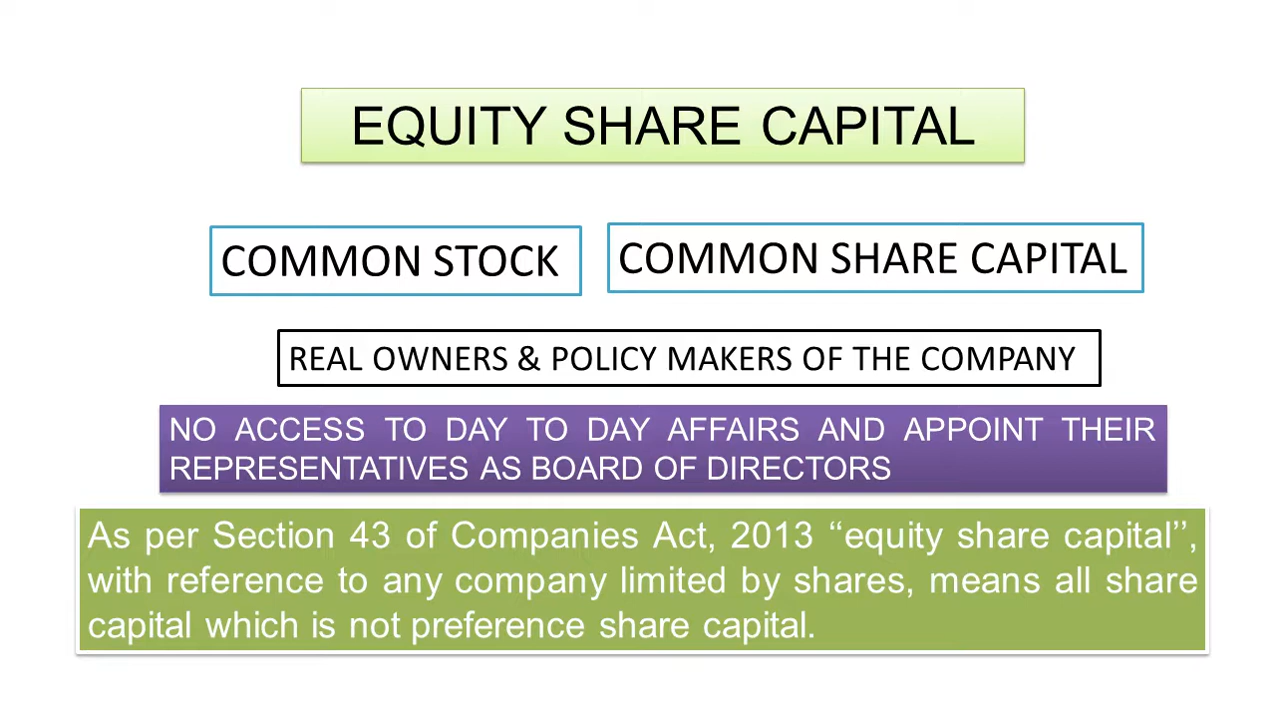 EQUITY SHARE CAPITAL
COMMON STOCK
COMMON SHARE CAPITAL
REAL OWNERS & POLICY MAKERS OF THE COMPANY
NO ACCESS TO DAY TO DAY AFFAIRS AND APPOINT THEIR
REPRESENTATIVES AS BOARD OF DIRECTORS
As per Section 43 of Companies Act, 2013 ‘‘equity share capital’’,
with reference to any company limited by shares, means all share
capital which is not preference share capital.